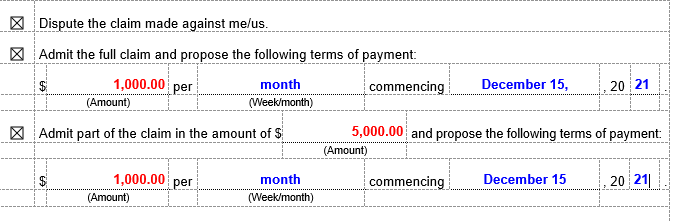 ☒ Dispute the claim made against me/us.
☒ Admit the full claim and propose the following terms of payment:
$ 1,000.00 per month commencing December 15, , 20 21 .
(Amount) (Week/month)
☒ Admit part of the claim in the amount of $ 5,000.00 and propose the following terms of payment:
(Amount)
$ 1,000.00 per month commencing December 15 , 20 21 .
(Amount) (Week/month)